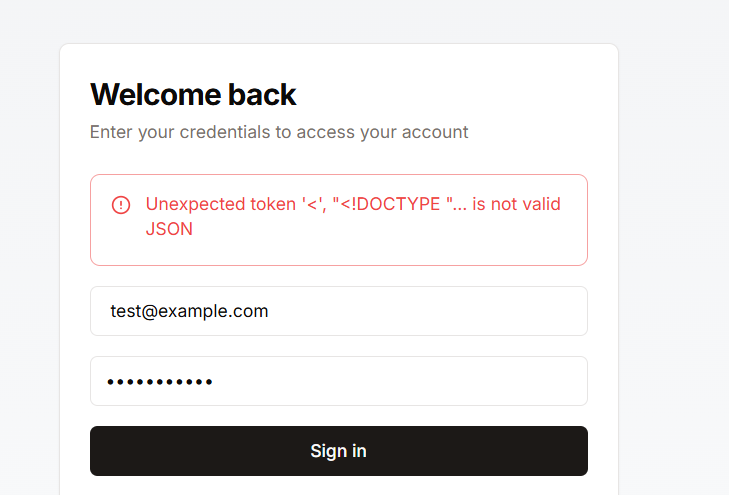 Welcome back
Enter your credentials to access your account
Unexpected token '<', "<!DOCTYPE "... is not valid
JSON
test@example.com
•••••••••••
Sign in